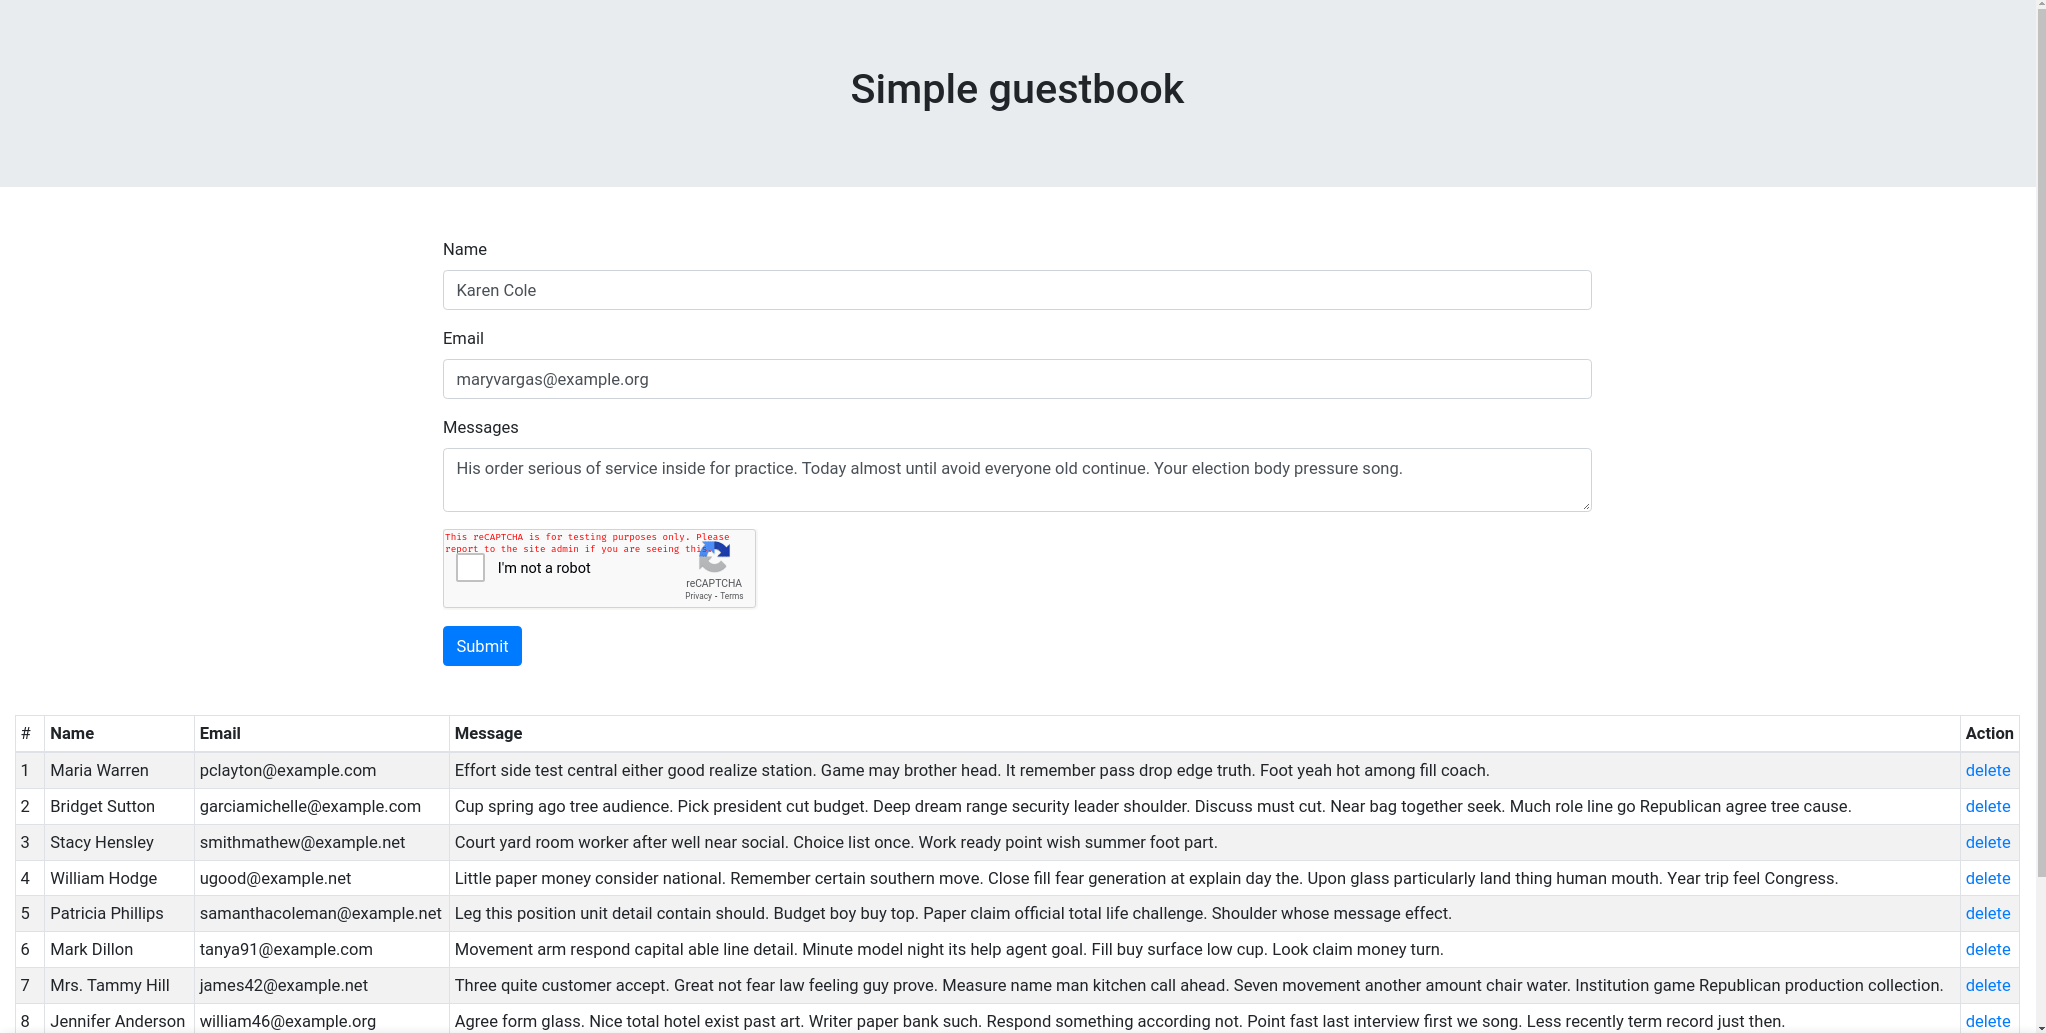 Simple guestbook
Name
Karen Cole
Email
maryvargas@example.org
Messages
His order serious of service inside for practice. Today almost until avoid everyone old continue. Your election body pressure song.
This reCAPTCHA is for testing purposes only. Please
report to the site admin if you are seeing this.
I'm not a robot
reCAPTCHA
Privacy - Terms
Submit
# Name Email Message Action
1 Maria Warren pclayton@example.com Effort side test central either good realize station. Game may brother head. It remember pass drop edge truth. Foot yeah hot among fill coach. delete
2 Bridget Sutton garciamichelle@example.com Cup spring ago tree audience. Pick president cut budget. Deep dream range security leader shoulder. Discuss must cut. Near bag together seek. Much role line go Republican agree tree cause. delete
3 Stacy Hensley smithmathew@example.net Court yard room worker after well near social. Choice list once. Work ready point wish summer foot part. delete
4 William Hodge ugood@example.net Little paper money consider national. Remember certain southern move. Close fill fear generation at explain day the. Upon glass particularly land thing human mouth. Year trip feel Congress. delete
5 Patricia Phillips samanthacoleman@example.net Leg this position unit detail contain should. Budget boy buy top. Paper claim official total life challenge. Shoulder whose message effect. delete
6 Mark Dillon tanya91@example.com Movement arm respond capital able line detail. Minute model night its help agent goal. Fill buy surface low cup. Look claim money turn. delete
7 Mrs. Tammy Hill james42@example.net Three quite customer accept. Great not fear law feeling guy prove. Measure name man kitchen call ahead. Seven movement another amount chair water. Institution game Republican production collection. delete
8 Jennifer Anderson william46@example.org Agree form glass. Nice total hotel exist past art. Writer paper bank such. Respond something according not. Point fast last interview first we song. Less recently term record just then. delete